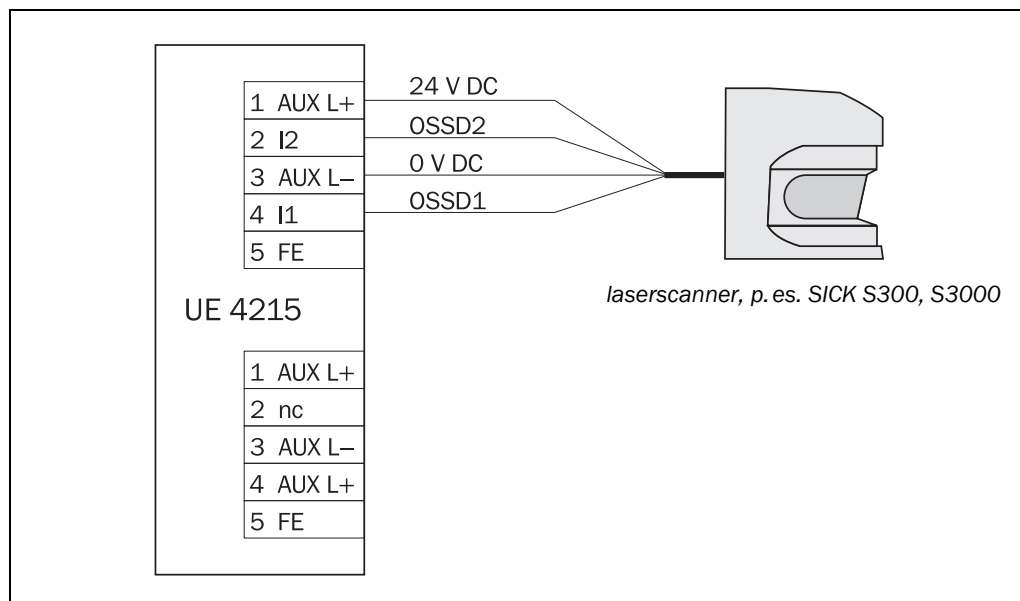 1 AUX L+
24 V DC
2 I2
OSSD2
3 AUX L−
0 V DC
4 I1
OSSD1
5 FE
UE 4215
laserscanner, p. es. SICK S300, S3000
1 AUX L+
2 nc
3 AUX L−
4 AUX L+
5 FE